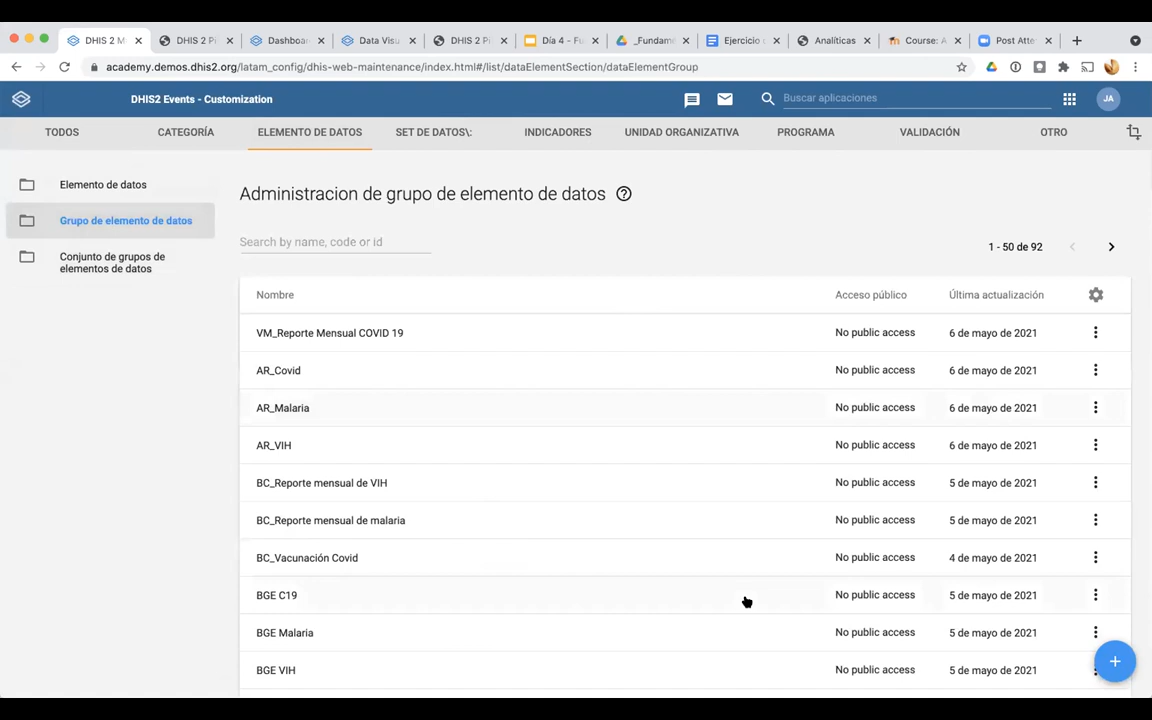 DHIS 2 M
DHIS 2 Pi
Dashboa
Data Visu
DHIS 2 P
Día 4 - Fu
_Fundam
Ejercicio
Analíticas
Course: A
Post Atte
academy.demos.dhis2.org/latam_config/dhis-web-maintenance/index.html#/list/dataElementSection/dataElementGroup
DHIS2 Events - Customization
Buscar aplicaciones
JA
TODOS
CATEGORÍA
ELEMENTO DE DATOS
SET DE DATOS\:
INDICADORES
UNIDAD ORGANIZATIVA
PROGRAMA
VALIDACIÓN
OTRO
Elemento de datos
Grupo de elemento de datos
Conjunto de grupos de
elementos de datos
Administracion de grupo de elemento de datos
Search by name, code or id
1 - 50 de 92
Nombre Acceso público Última actualización
VM_Reporte Mensual COVID 19 No public access 6 de mayo de 2021
AR_Covid No public access 6 de mayo de 2021
AR_Malaria No public access 6 de mayo de 2021
AR_VIH No public access 6 de mayo de 2021
BC_Reporte mensual de VIH No public access 5 de mayo de 2021
BC_Reporte mensual de malaria No public access 5 de mayo de 2021
BC_Vacunación Covid No public access 4 de mayo de 2021
BGE C19 No public access 5 de mayo de 2021
BGE Malaria No public access 5 de mayo de 2021
BGE VIH No public access 5 de mayo de 2021